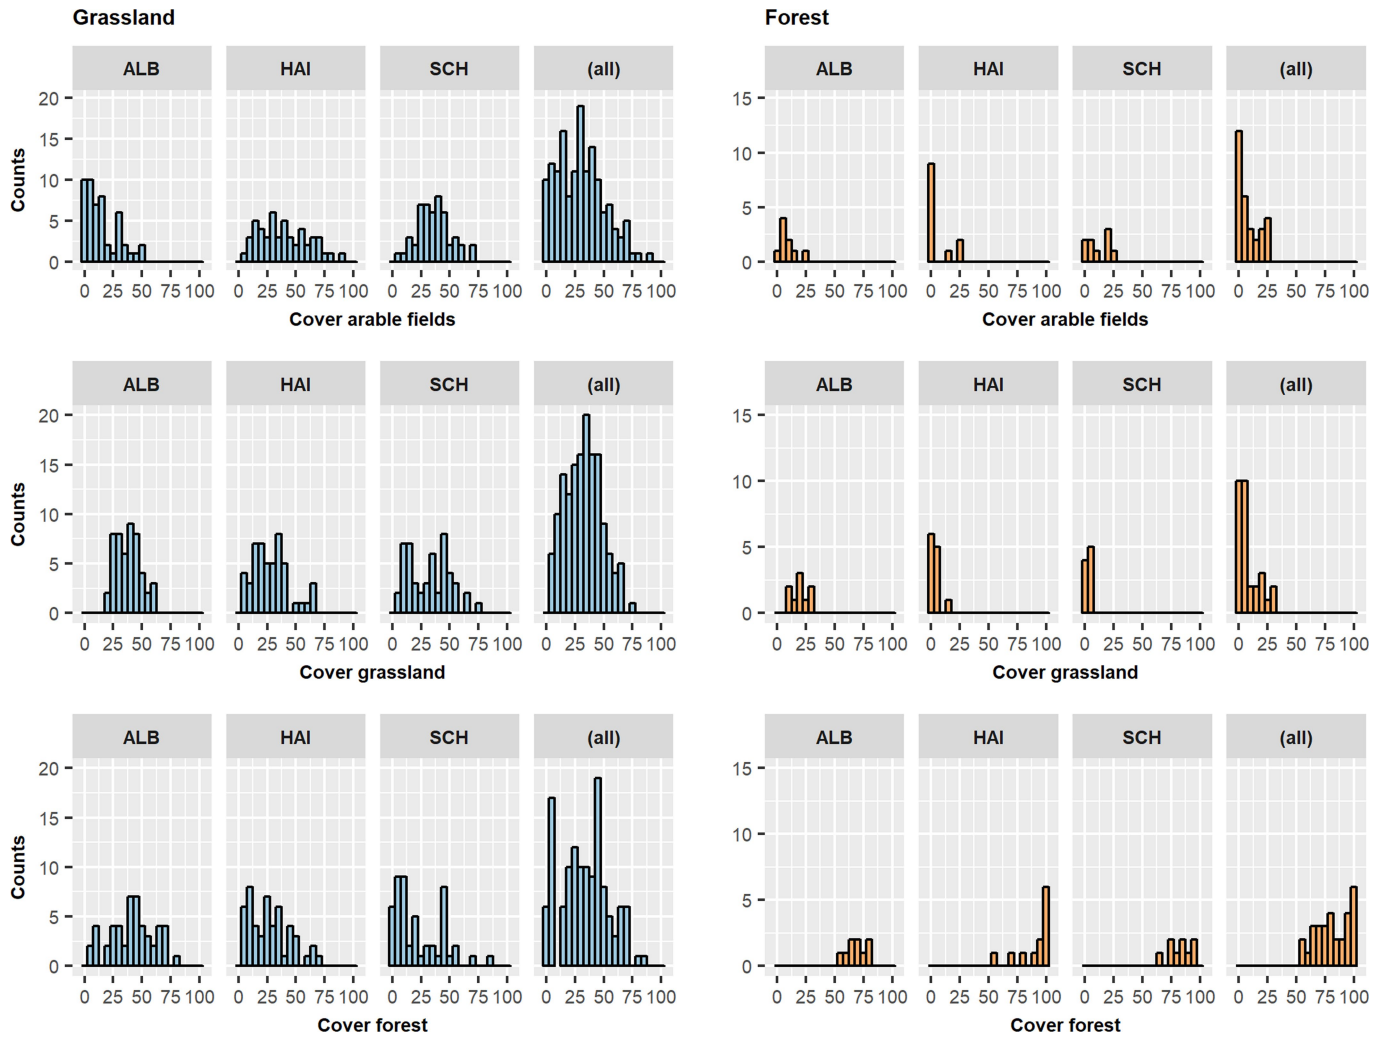 Grassland
Forest
ALB HAI SCH (all)
ALB HAI SCH (all)
Counts
20
15
10
5
0
15
10
5
0
0 25 50 75 100 0 25 50 75 100 0 25 50 75 100 0 25 50 75 100
0 25 50 75 100 0 25 50 75 100 0 25 50 75 100 0 25 50 75 100
Cover arable fields
Cover arable fields
ALB HAI SCH (all)
ALB HAI SCH (all)
Counts
20
15
10
5
0
15
10
5
0
0 25 50 75 100 0 25 50 75 100 0 25 50 75 100 0 25 50 75 100
0 25 50 75 100 0 25 50 75 100 0 25 50 75 100 0 25 50 75 100
Cover grassland
Cover grassland
ALB HAI SCH (all)
ALB HAI SCH (all)
Counts
20
15
10
5
0
15
10
5
0
0 25 50 75 100 0 25 50 75 100 0 25 50 75 100 0 25 50 75 100
0 25 50 75 100 0 25 50 75 100 0 25 50 75 100 0 25 50 75 100
Cover forest
Cover forest